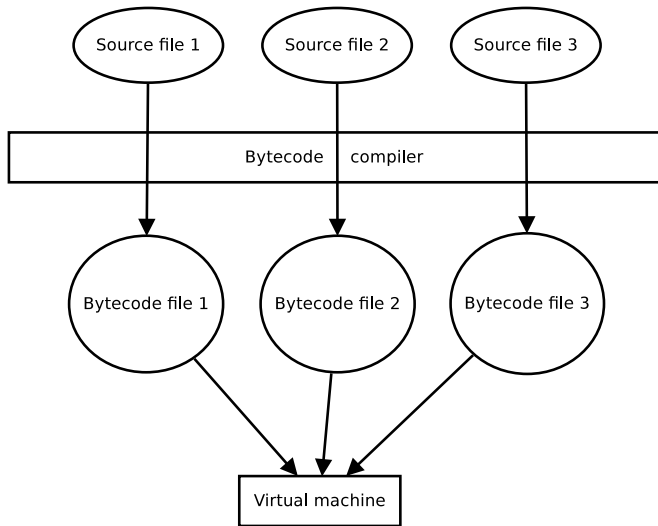 Source file 1
Source file 2
Source file 3
Bytecode compiler
Bytecode file 1
Bytecode file 2
Bytecode file 3
Virtual machine